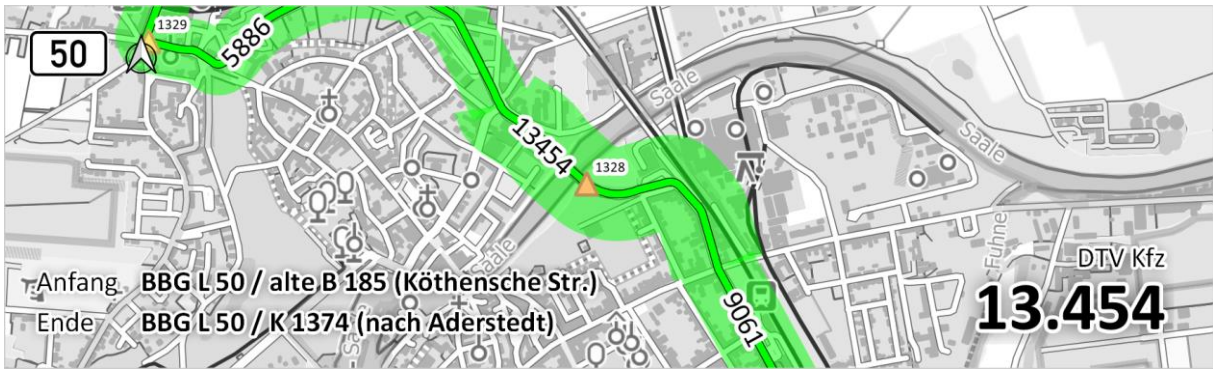 1329
50
5886
Saale
13454
1328
Saale
Saale
Fuhne
DTV Kfz
13.454
Anfang BBG L 50 / alte B 185 (Köthensche Str.)
Ende BBG L 50 / K 1374 (nach Aderstedt)
9061